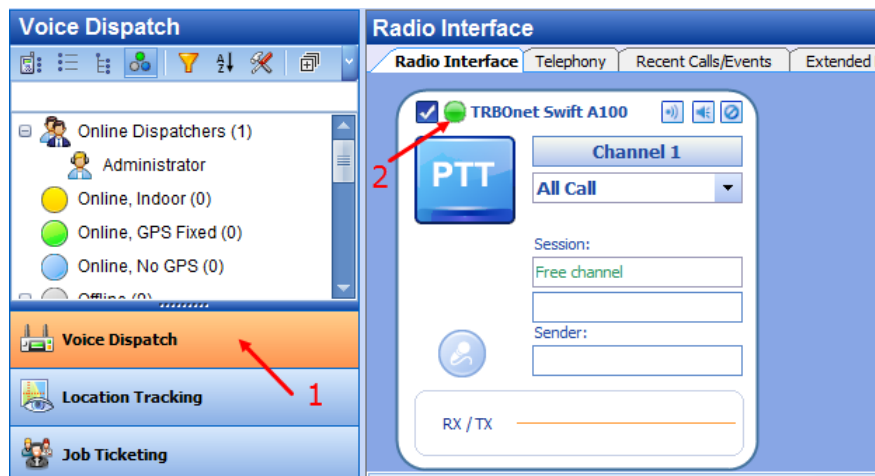 Voice Dispatch
Online Dispatchers (1)
Administrator
Online, Indoor (0)
Online, GPS Fixed (0)
Online, No GPS (0)
Offline (0)
Voice Dispatch
1
Location Tracking
Job Ticketing
Radio Interface
Radio Interface Telephony Recent Calls/Events Extended
TRBOnet Swift A100
2
PTT
Channel 1
All Call
Session:
Free channel
Sender:
RX / TX